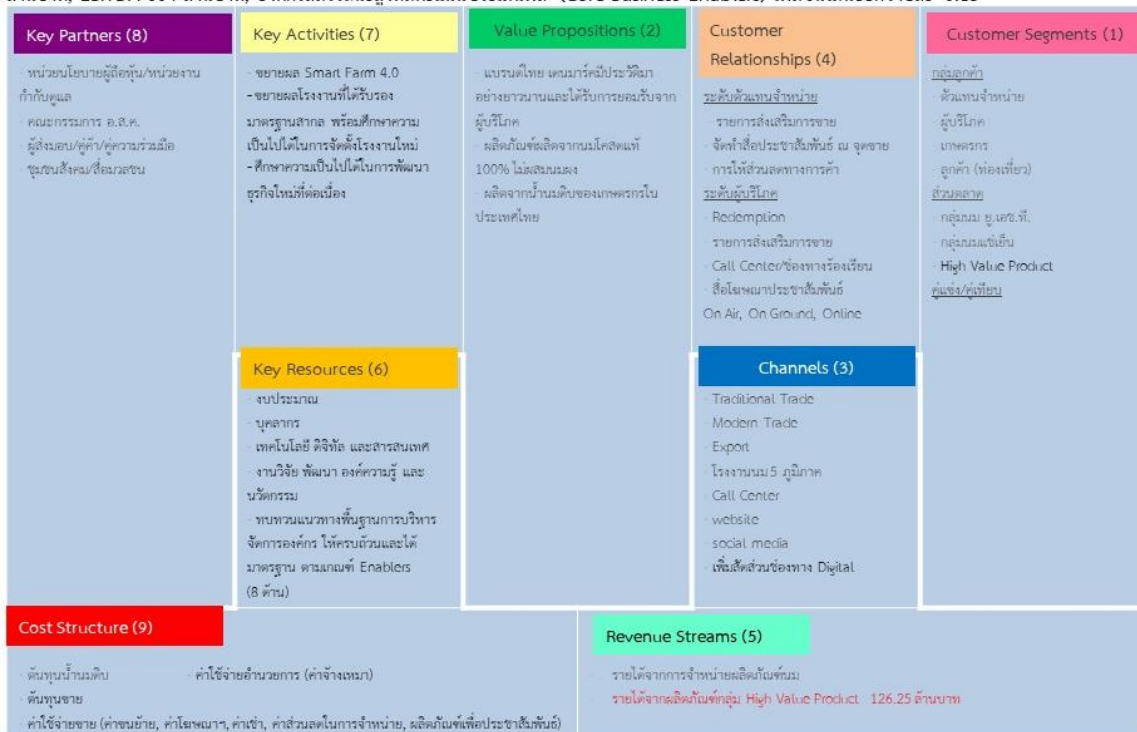 Key Partners (8)
- หน่วยนโยบายผู้ถือหุ้น/หน่วยงาน
กำกับดูแล
- คณะกรรมการ อ.ส.ค.
- ผู้ส่งมอบ/คู่ค้า/คู่ความร่วมมือ
- ชุมชนสังคม/สื่อมวลชน
Key Activities (7)
- ขยายผล Smart Farm 4.0
-ขยายผลโรงงานที่ได้รับรอง
มาตรฐานสากล พร้อมศึกษาความ
เป็นไปได้ในการจัดตั้งโรงงานใหม่
-ศึกษาความเป็นไปได้ในการพัฒนา
ธุรกิจใหม่ที่ต่อเนื่อง
Key Resources (6)
- งบประมาณ
- บุคลากร
- เทคโนโลยี ดิจิทัล และสารสนเทศ
- งานวิจัย พัฒนา องค์ความรู้ และ
นวัตกรรม
- ทบทวนแนวทางพื้นฐานการบริหาร
จัดการองค์กร ให้ครบถ้วนและได้
มาตรฐาน ตามเกณฑ์ Enablers
(8 ด้าน)
Value Propositions (2)
- แบรนด์ไทย-เดนมาร์คมีประวัติมา
อย่างยาวนานและได้รับการยอมรับจาก
ผู้บริโภค
- ผลิตภัณฑ์ผลิตจากนมโคสดแท้
100% ไม่ผสมนมผง
- ผลิตจากน้ำนมดิบของเกษตรกรใน
ประเทศไทย
Customer
Relationships (4)
ระดับตัวแทนจำหน่าย
- รายการส่งเสริมการขาย
- จัดทำสื่อประชาสัมพันธ์ ณ จุดขาย
- การให้ส่วนลดทางการค้า
ระดับผู้บริโภค
- Redemption
- รายการส่งเสริมการขาย
- Call Center/ช่องทางร้องเรียน
- สื่อโฆษณาประชาสัมพันธ์
On Air, On Ground, Online
Channels (3)
- Traditional Trade
- Modern Trade
- Export
- โรงงานนม 5 ภูมิภาค
- Call Center
- website
- social media
- เพิ่มสัดส่วนช่องทาง Digital
Customer Segments (1)
กลุ่มลูกค้า
- ตัวแทนจำหน่าย
- ผู้บริโภค
- เกษตรกร
- ลูกค้า (ท่องเที่ยว)
ส่วนตลาด
- กลุ่มนม ยู.เอช.ที.
- กลุ่มนมแช่เย็น
- High Value Product
คู่แข่ง/คู่เทียบ
Cost Structure (9)
- ต้นทุนน้ำนมดิบ - ค่าใช้จ่ายอำนวยการ (ค่าจ้างเหมา)
- ต้นทุนขาย
- ค่าใช้จ่ายขาย (ค่าขนย้าย, ค่าโฆษณาฯ, ค่าเช่า, ค่าส่วนลดในการจำหน่าย, ผลิตภัณฑ์เพื่อประชาสัมพันธ์)
Revenue Streams (5)
- รายได้จากการจำหน่ายผลิตภัณฑ์นม
- รายได้จากผลิตภัณฑ์กลุ่ม High Value Product 126.25 ล้านบาท